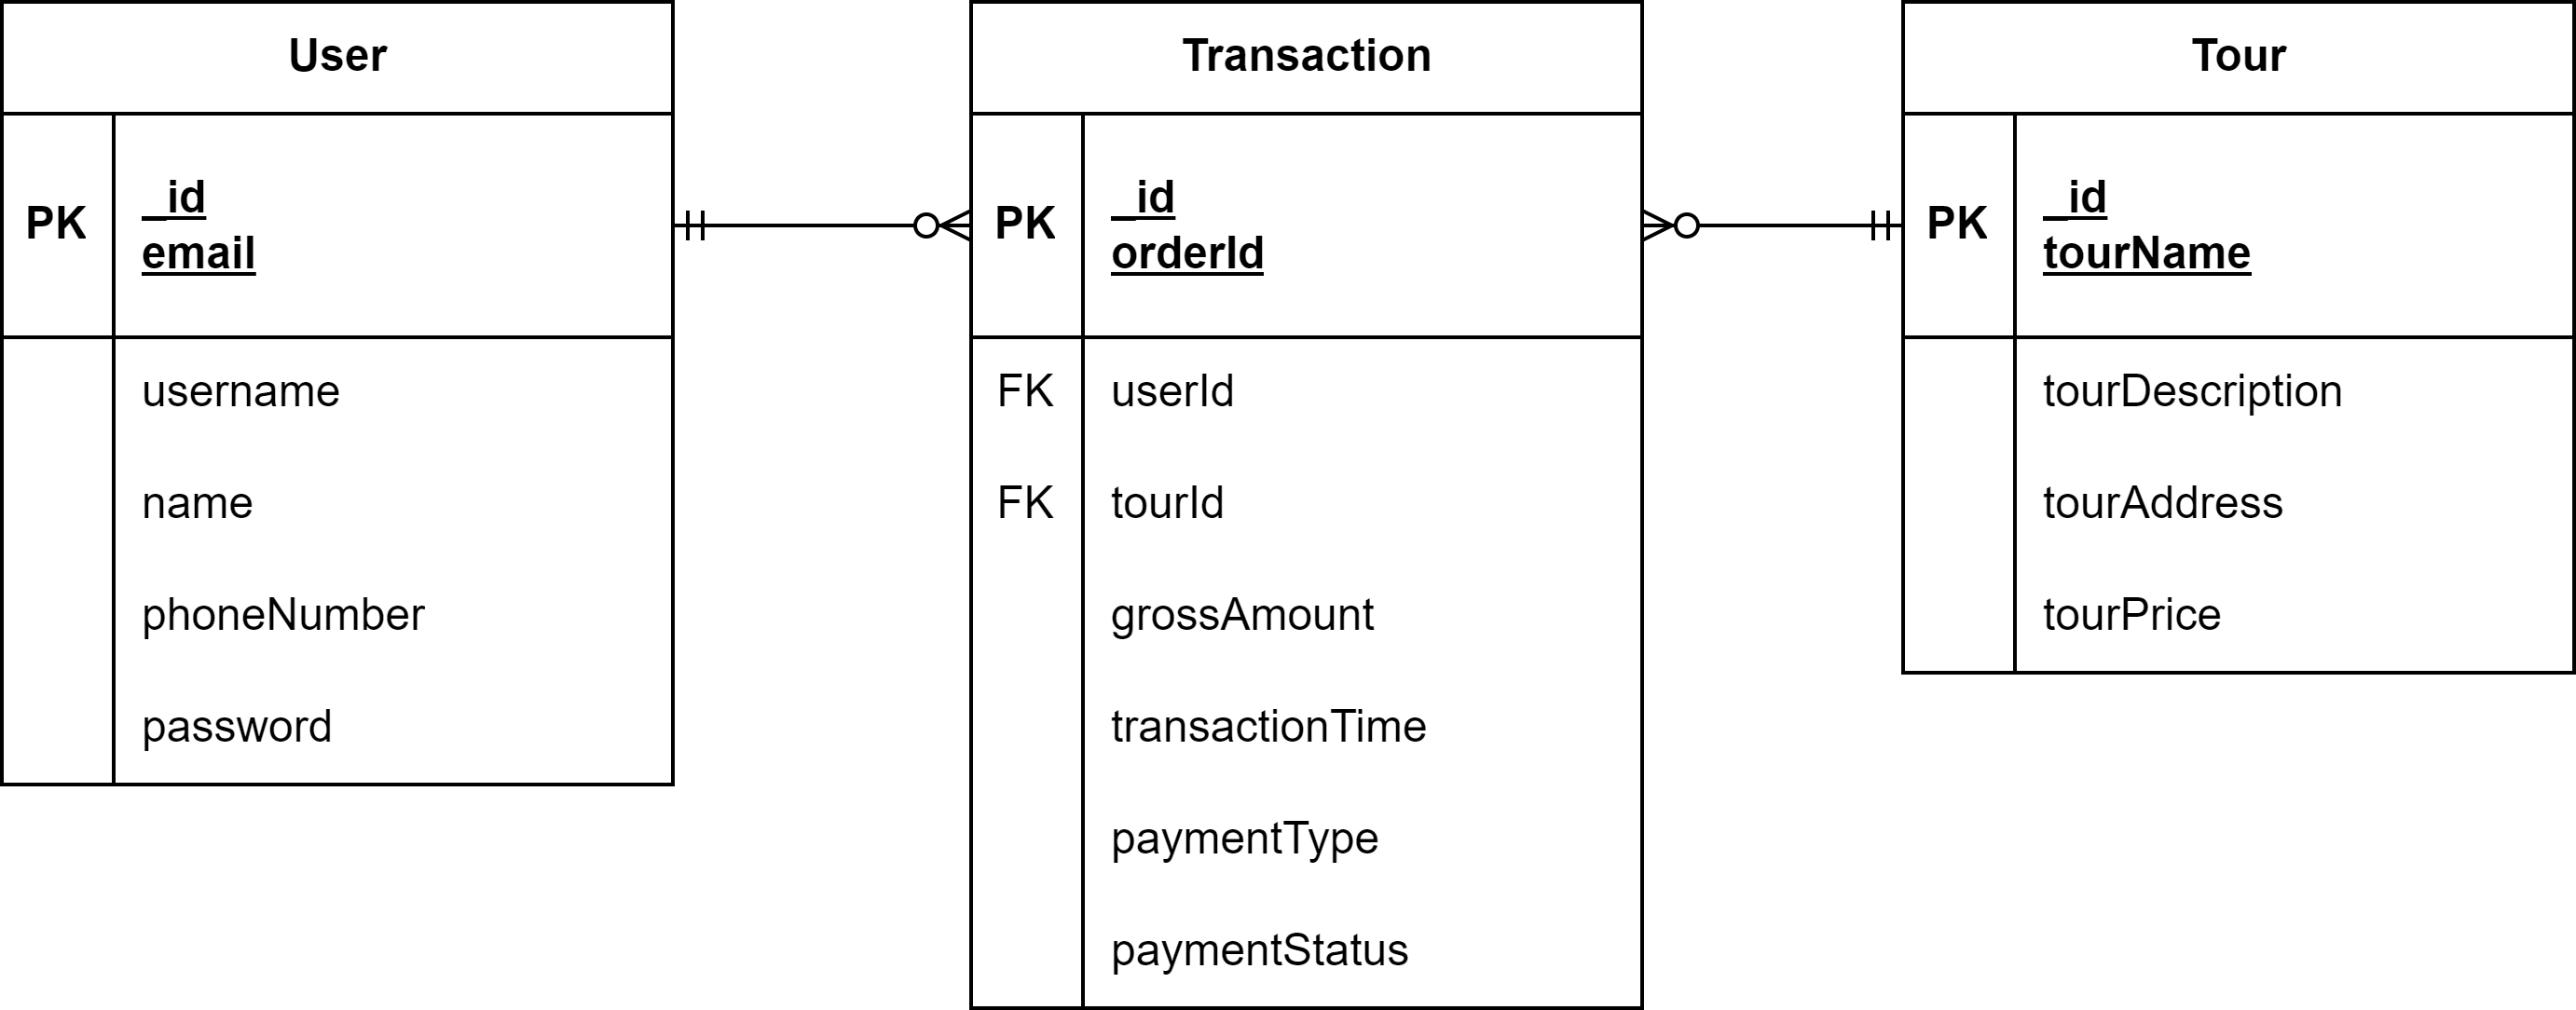 User
PK
_id
email
username
name
phoneNumber
password
Transaction
PK
_id
orderId
FK userId
FK tourId
grossAmount
transactionTime
paymentType
paymentStatus
Tour
PK
_id
tourName
tourDescription
tourAddress
tourPrice